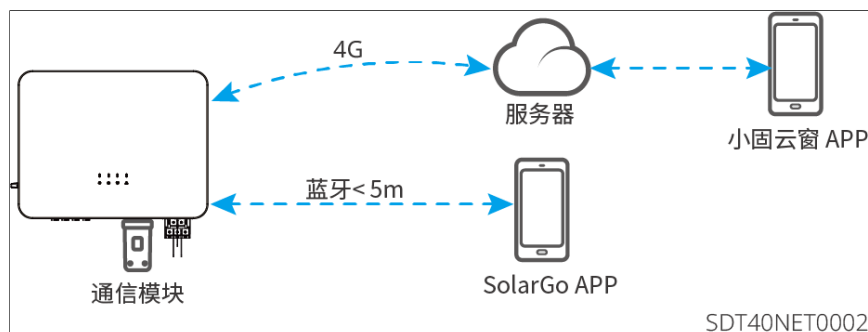 4G
服务器
小固云窗 APP
蓝牙< 5m
通信模块
SolarGo APP
SDT40NET0002